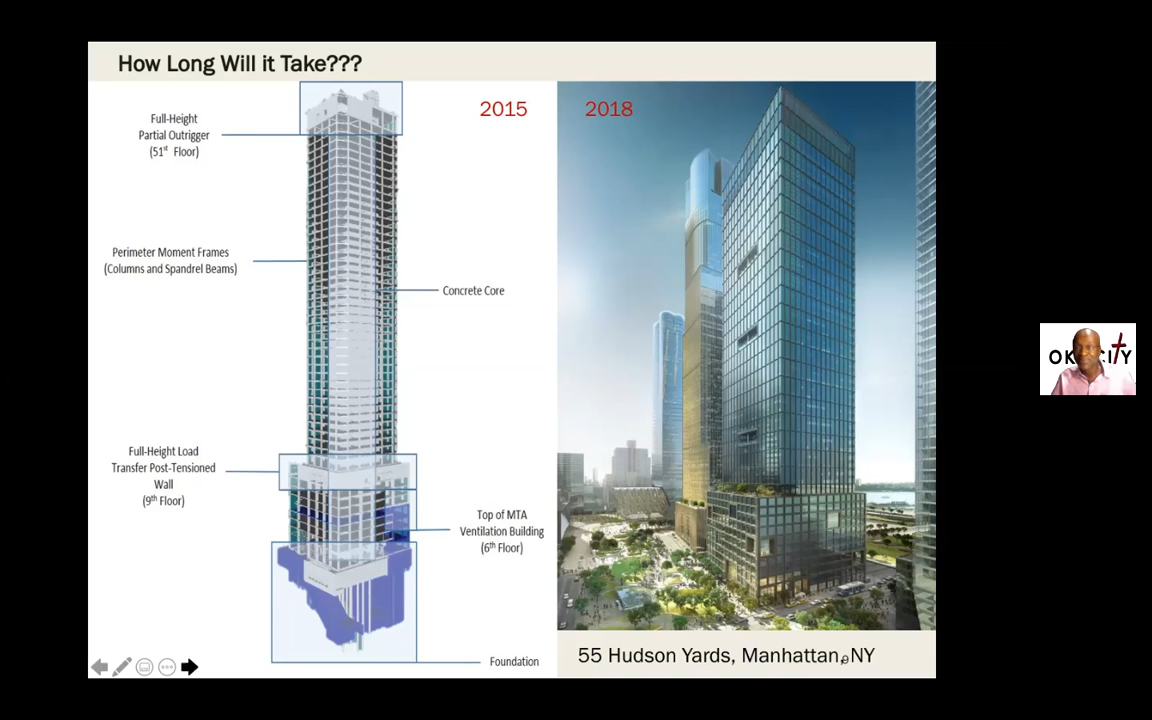 How Long Will it Take???
2015
2018
Full-Height
Partial Outrigger
(51st Floor)
Perimeter Moment Frames
(Columns and Spandrel Beams)
Concrete Core
Full-Height Load
Transfer Post-Tensioned
Wall
(9th Floor)
Top of MTA
Ventilation Building
(6th Floor)
Foundation
55 Hudson Yards, Manhattan, NY
9